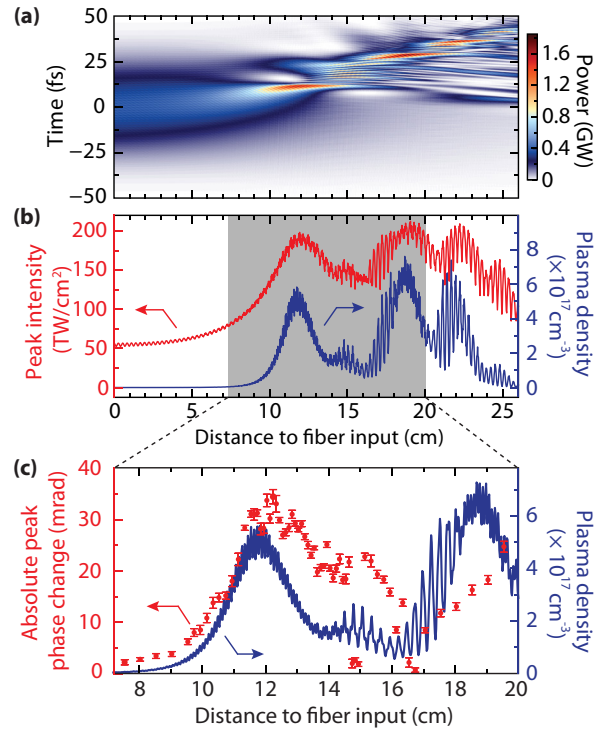 (a)
50
25
0
−25
−50
Time (fs)
1.6
1.2
0.8
0.4
0
Power (GW)
(b)
200
150
100
50
0
Peak intensity
(TW/cm²)
8
6
4
2
0
Plasma density
(×10¹⁷ cm⁻³)
0 5 10 15 20 25
Distance to fiber input (cm)
(c)
40
30
20
10
0
Absolute peak
phase change (mrad)
6
4
2
0
Plasma density
(× 10¹⁷ cm⁻³)
8 10 12 14 16 18 20
Distance to fiber input (cm)